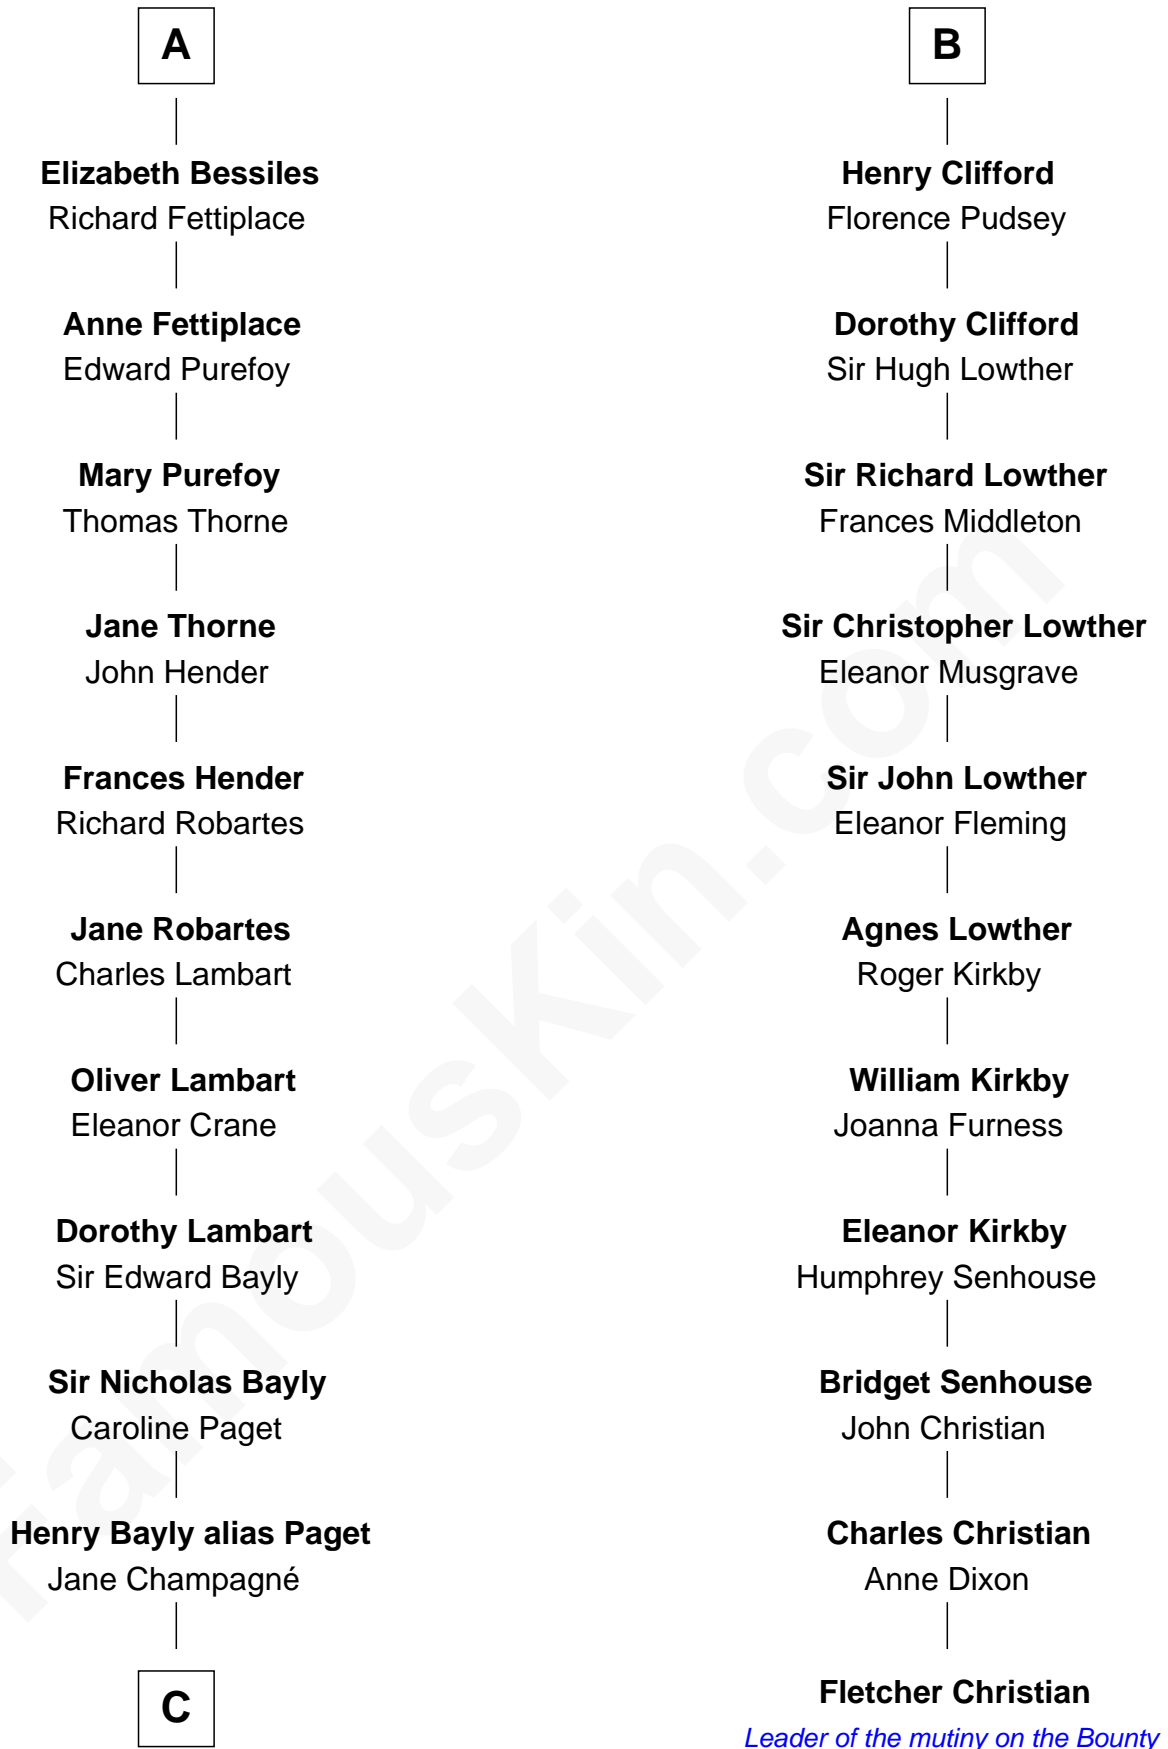 A
Elizabeth Bessiles
Richard Fettiplace
Anne Fettiplace
Edward Purefoy
Mary Purefoy
Thomas Thorne
Jane Thorne
John Hender
Frances Hender
Richard Robartes
Jane Robartes
Charles Lambart
Oliver Lambart
Eleanor Crane
Dorothy Lambart
Sir Edward Bayly
Sir Nicholas Bayly
Caroline Paget
Henry Bayly alias Paget
Jane Champagné
C
B
Henry Clifford
Florence Pudsey
Dorothy Clifford
Sir Hugh Lowther
Sir Richard Lowther
Frances Middleton
Sir Christopher Lowther
Eleanor Musgrave
Sir John Lowther
Eleanor Fleming
Agnes Lowther
Roger Kirkby
William Kirkby
Joanna Furness
Eleanor Kirkby
Humphrey Senhouse
Bridget Senhouse
John Christian
Charles Christian
Anne Dixon
Fletcher Christian
Leader of the mutiny on the Bounty
FamousKin.com